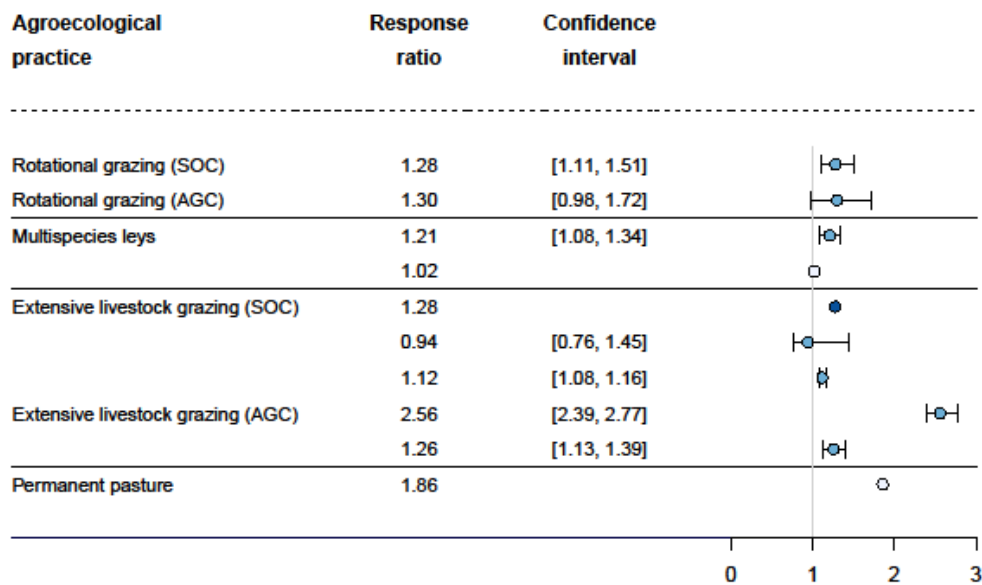 Agroecological practice Response ratio Confidence interval
Rotational grazing (SOC) 1.28 [1.11, 1.51]
Rotational grazing (AGC) 1.30 [0.98, 1.72]
Multispecies leys 1.21 [1.08, 1.34]
1.02
Extensive livestock grazing (SOC) 1.28
0.94 [0.76, 1.45]
1.12 [1.08, 1.16]
Extensive livestock grazing (AGC) 2.56 [2.39, 2.77]
1.26 [1.13, 1.39]
Permanent pasture 1.86
0 1 2 3